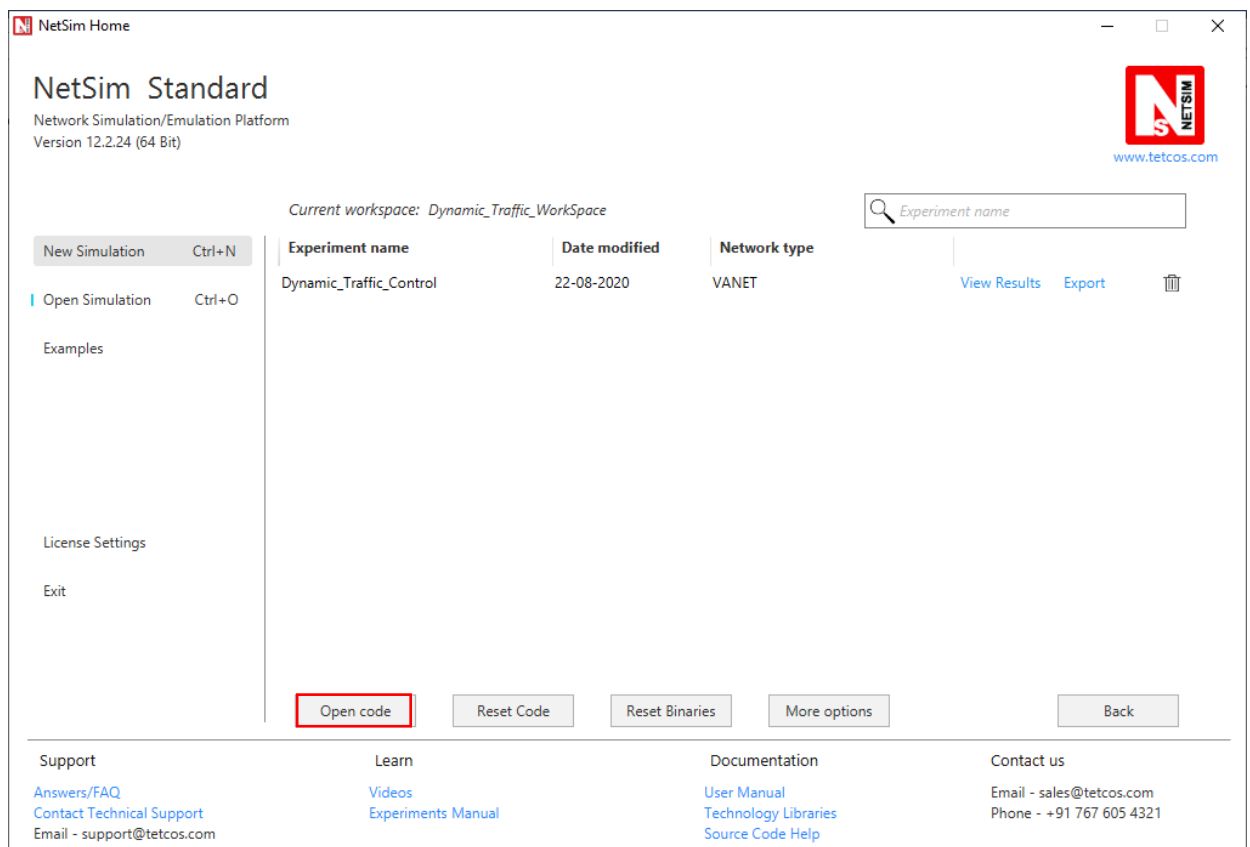 NetSim Home
NetSim Standard
Network Simulation/Emulation Platform
Version 12.2.24 (64 Bit)
NS NETSIM
www.tetcos.com
Current workspace: Dynamic_Traffic_WorkSpace
Experiment name
New Simulation Ctrl+N
Open Simulation Ctrl+O
Examples
License Settings
Exit
Experiment name Date modified Network type
Dynamic_Traffic_Control 22-08-2020 VANET View Results Export
Open code Reset Code Reset Binaries More options Back
Support
Answers/FAQ
Contact Technical Support
Email - support@tetcos.com
Learn
Videos
Experiments Manual
Documentation
User Manual
Technology Libraries
Source Code Help
Contact us
Email - sales@tetcos.com
Phone - +91 767 605 4321